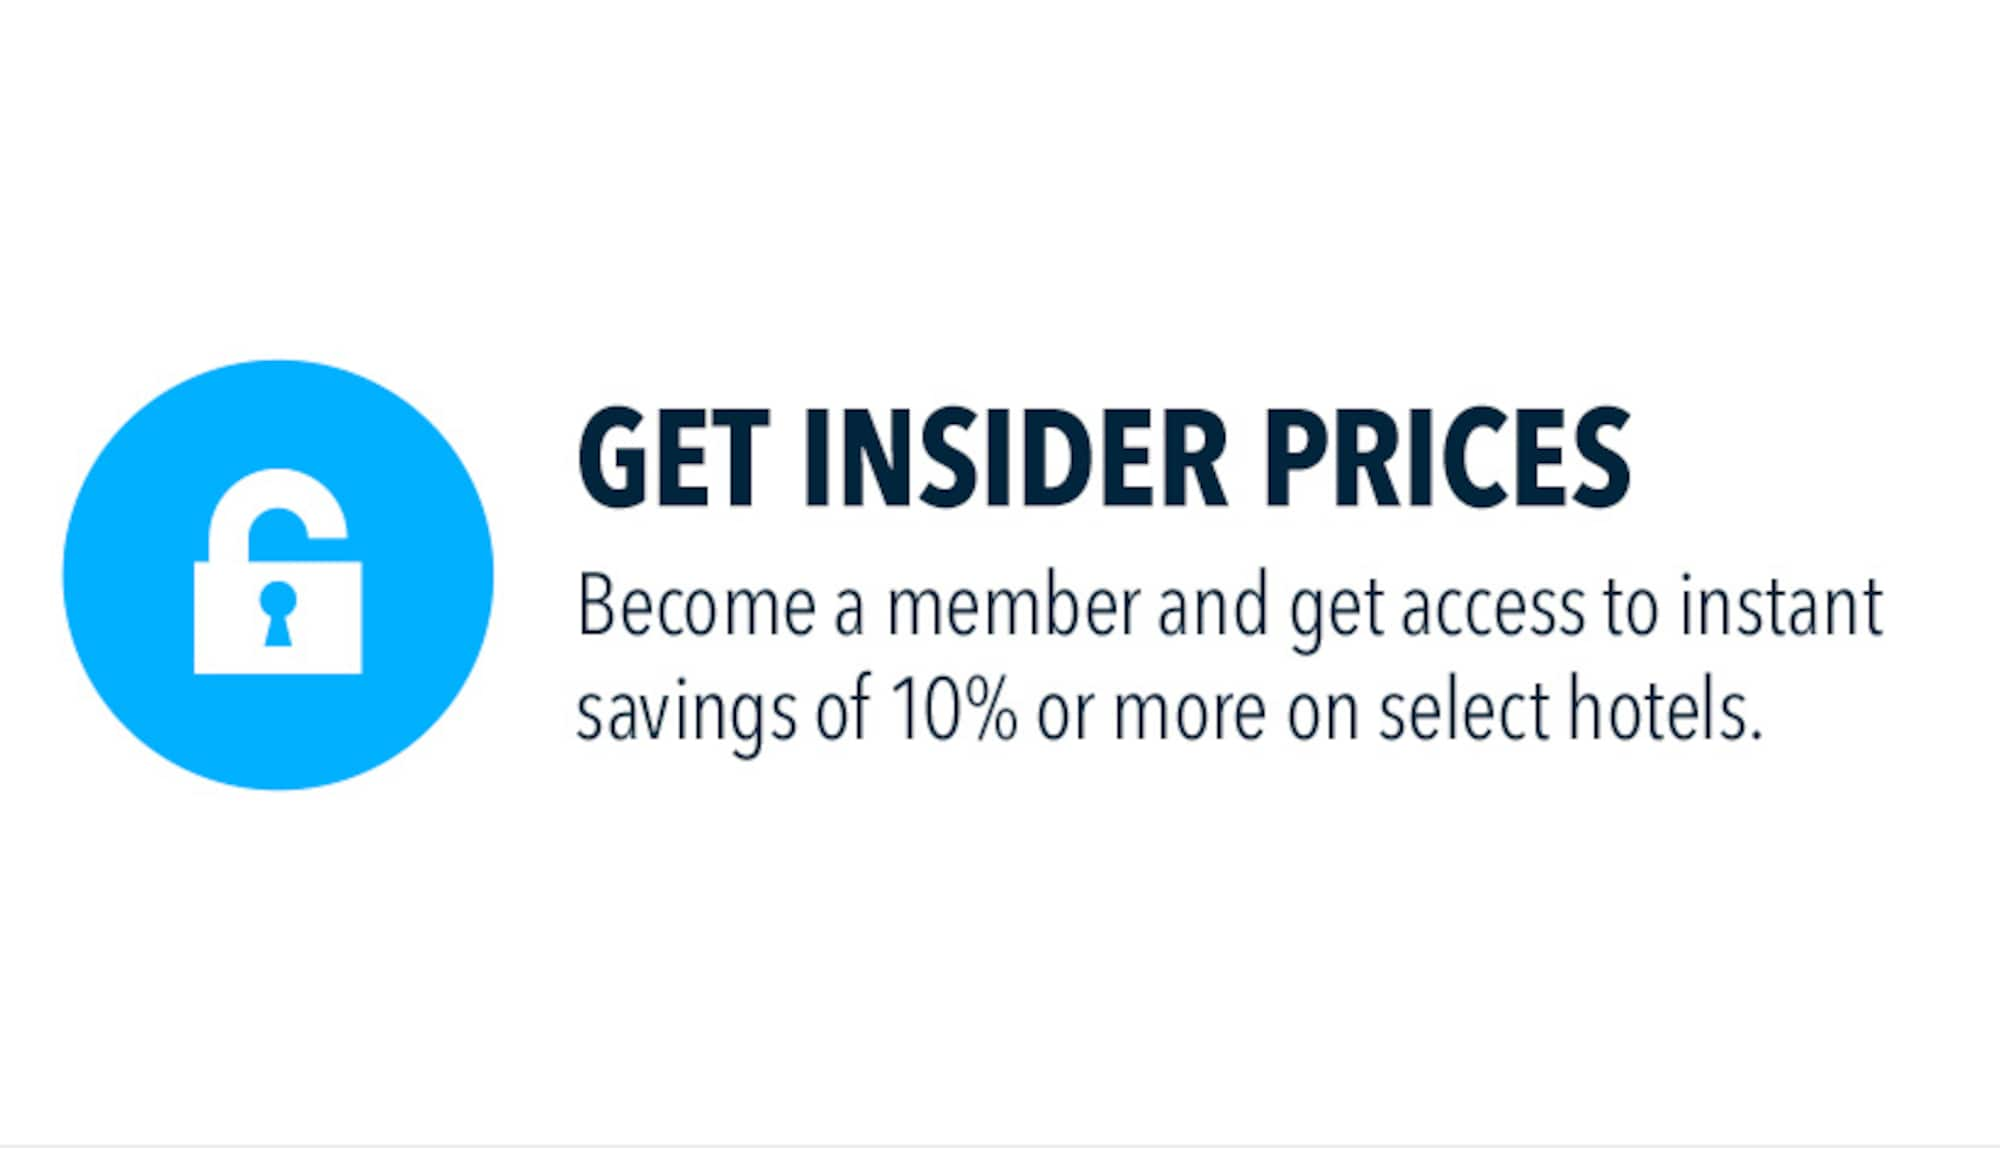 GET INSIDER PRICES
Become a member and get access to instant
savings of 10% or more on select hotels.